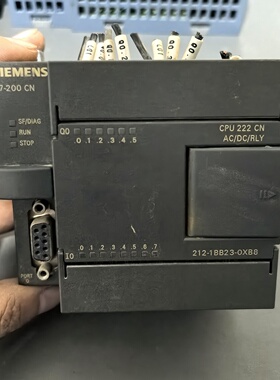 SIEMENS
7-200 CN
SF/DIAG
RUN
STOP
Q0
.0 .1 .2 .3 .4 .5
CPU 222 CN
AC/DC/RLY
I0
.0 .1 .2 .3 .4 .5 .6 .7
212-1BB23-0XB8
PORT
0